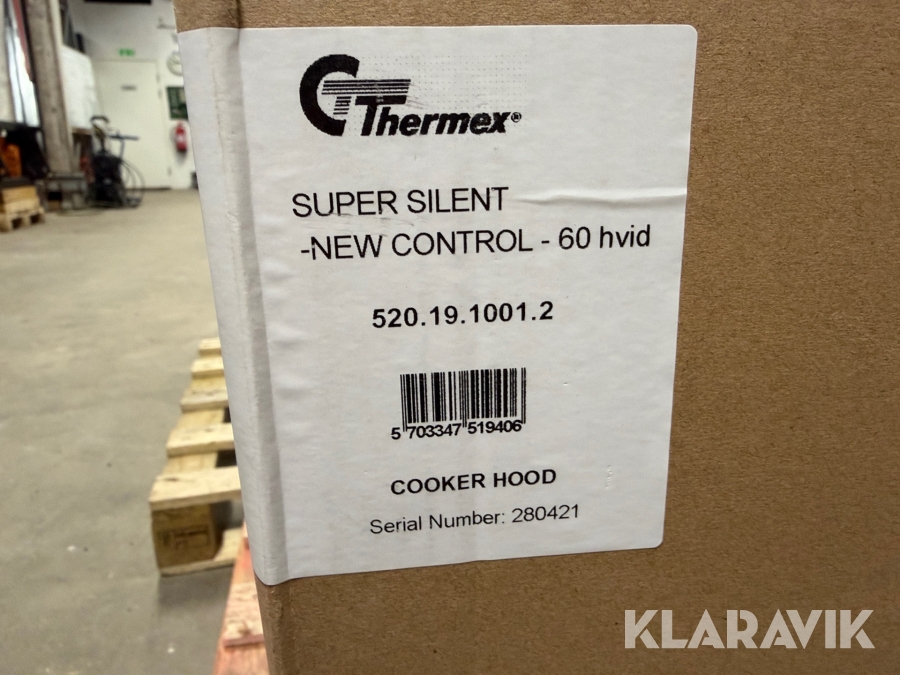 Thermex®
SUPER SILENT
-NEW CONTROL - 60 hvid
520.19.1001.2
5 703347 519406
COOKER HOOD
Serial Number: 280421
KLARAVIK